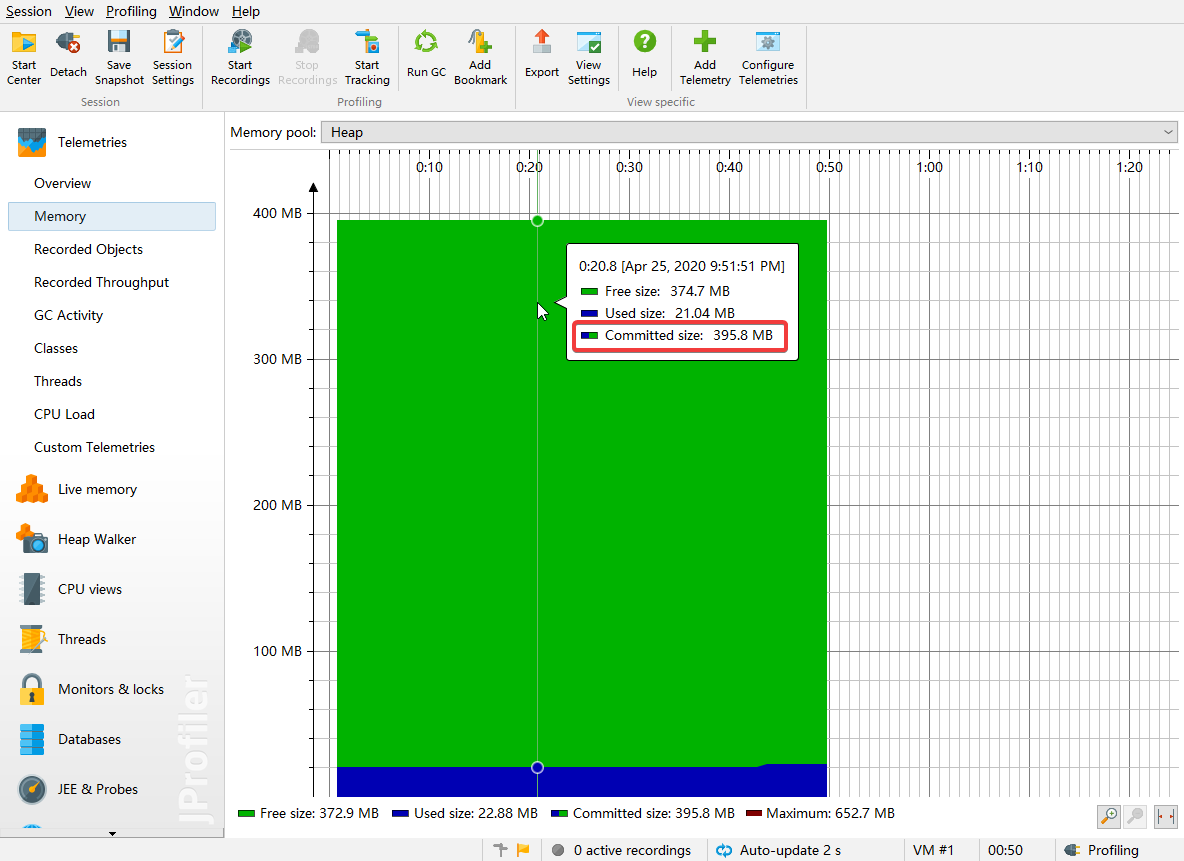 Session View Profiling Window Help
Start Center
Detach
Save Snapshot
Session Settings
Start Recordings
Stop Recordings
Start Tracking
Run GC
Add Bookmark
Export
View Settings
Help
Add Telemetry
Configure Telemetries
Session
Profiling
View specific
Telemetries
Overview
Memory
Recorded Objects
Recorded Throughput
GC Activity
Classes
Threads
CPU Load
Custom Telemetries
Live memory
Heap Walker
CPU views
Threads
Monitors & locks
Databases
JEE & Probes
JProfiler
Memory pool: Heap
0:10 0:20 0:30 0:40 0:50 1:00 1:10 1:20
400 MB
300 MB
200 MB
100 MB
0:20.8 [Apr 25, 2020 9:51:51 PM]
Free size: 374.7 MB
Used size: 21.04 MB
Committed size: 395.8 MB
Free size: 372.9 MB Used size: 22.88 MB Committed size: 395.8 MB Maximum: 652.7 MB
0 active recordings Auto-update 2 s VM #1 00:50 Profiling